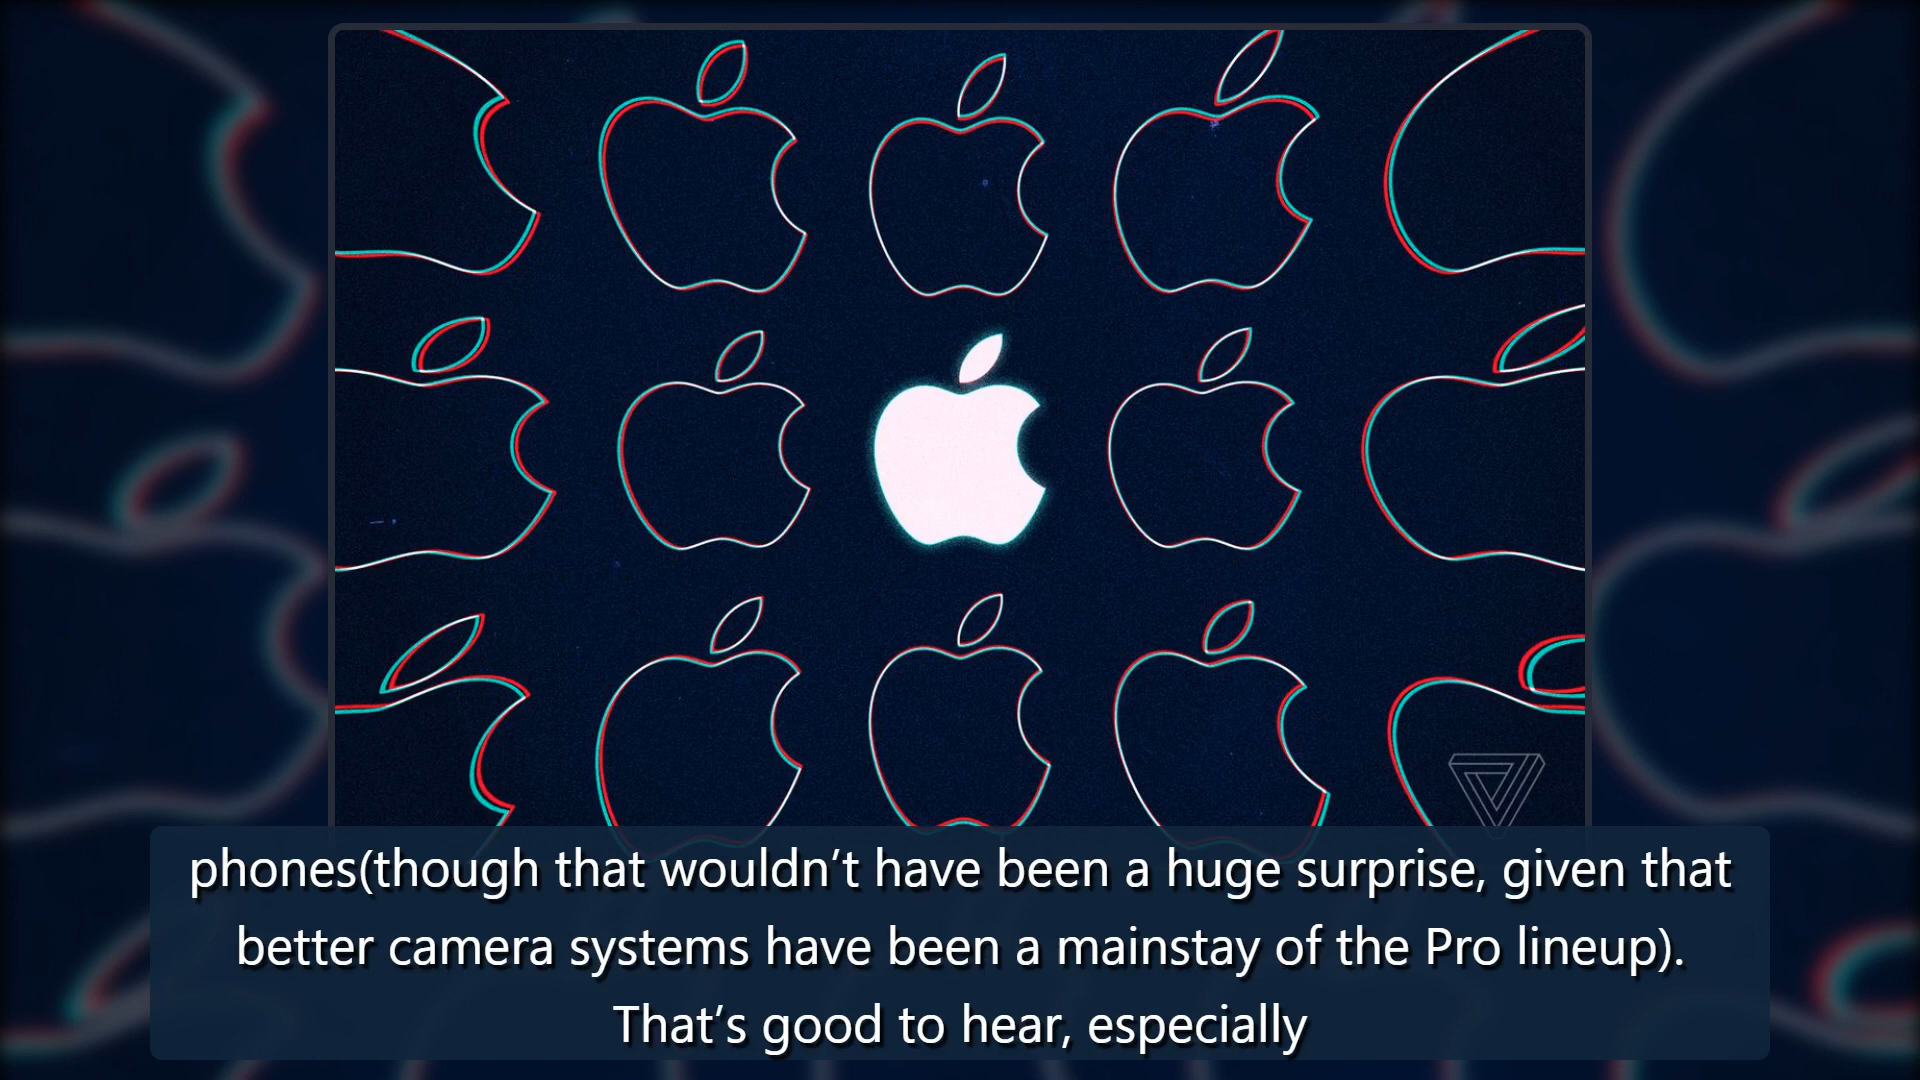 phones(though that wouldn’t have been a huge surprise, given that
better camera systems have been a mainstay of the Pro lineup).
That’s good to hear, especially